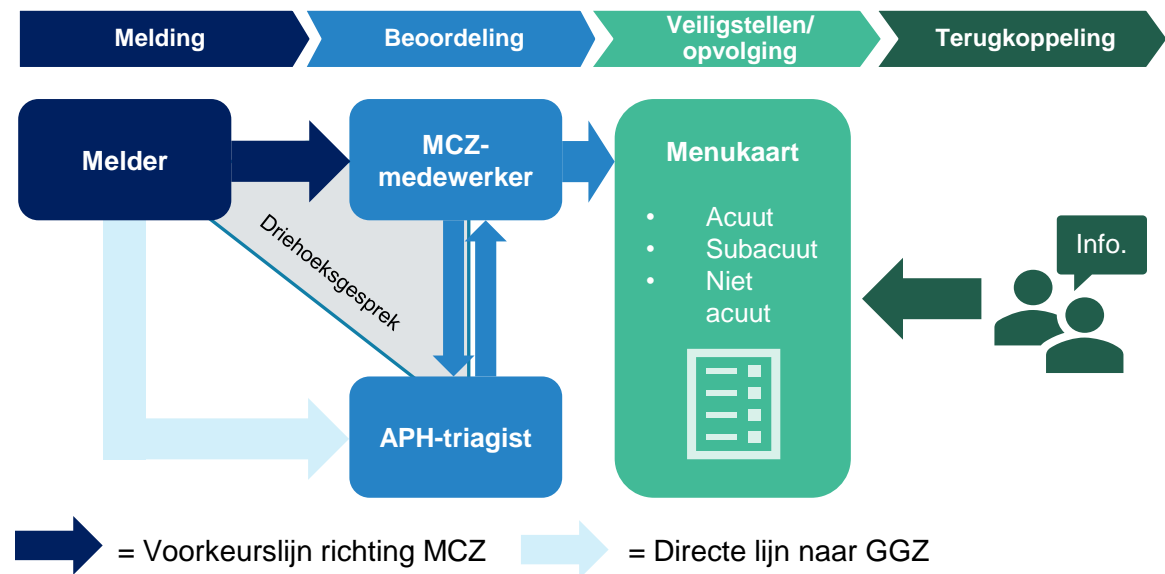 Melding
Beoordeling
Veiligstellen/
opvolging
Terugkoppeling
Melder
MCZ-
medewerker
Driehoeksgesprek
APH-triagist
Menukaart
• Acuut
• Subacuut
• Niet
acuut
Info.
= Voorkeurslijn richting MCZ
= Directe lijn naar GGZ